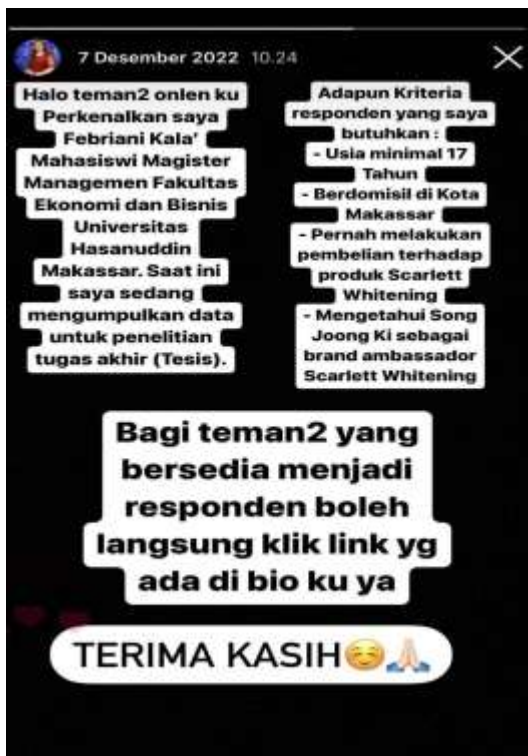 7 Desember 2022 10.24
Halo teman2 onlen ku
Perkenalkan saya
Febriani Kala'
Mahasiswi Magister
Managemen Fakultas
Ekonomi dan Bisnis
Universitas
Hasanuddin
Makassar. Saat ini
saya sedang
mengumpulkan data
untuk penelitian
tugas akhir (Tesis).
Adapun Kriteria
responden yang saya
butuhkan :
- Usia minimal 17
Tahun
- Berdomisil di Kota
Makassar
- Pernah melakukan
pembelian terhadap
produk Scarlett
Whitening
- Mengetahui Song
Joong Ki sebagai
brand ambassador
Scarlett Whitening
Bagi teman2 yang
bersedia menjadi
responden boleh
langsung klik link yg
ada di bio ku ya
TERIMA KASIH☺️🙏🏻